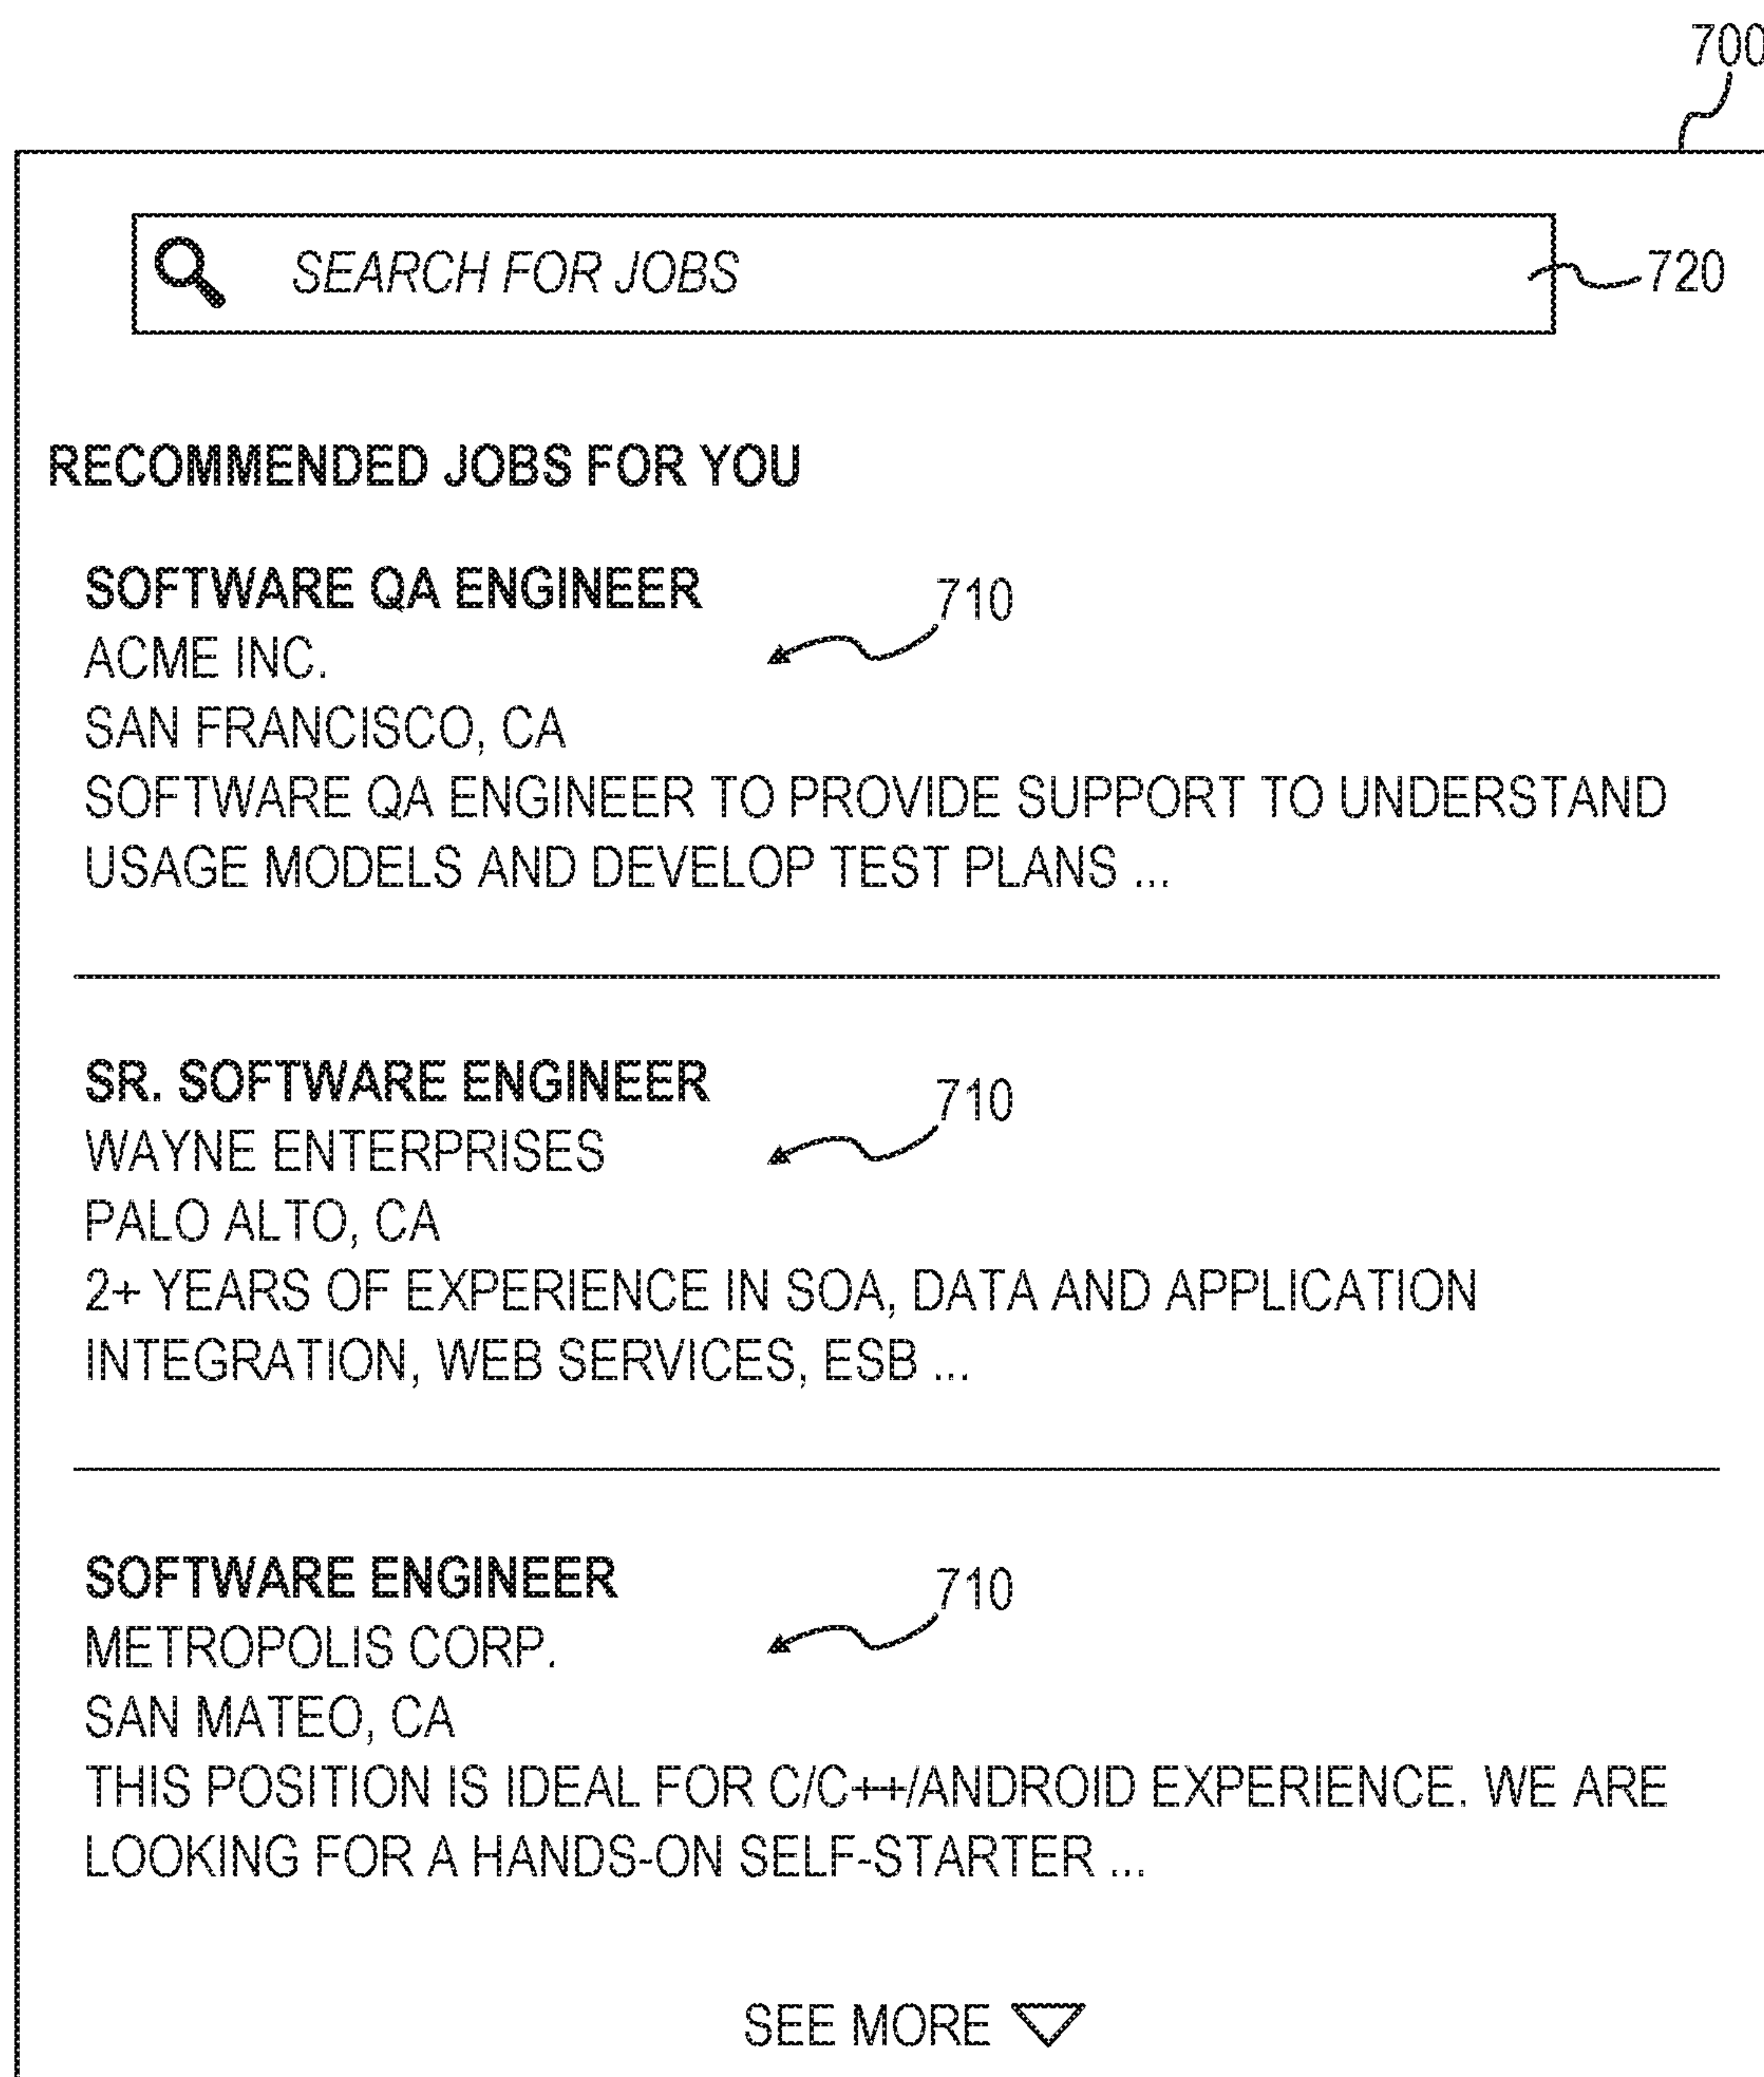 700
SEARCH FOR JOBS
720
RECOMMENDED JOBS FOR YOU
SOFTWARE QA ENGINEER
710
ACME INC.
SAN FRANCISCO, CA
SOFTWARE QA ENGINEER TO PROVIDE SUPPORT TO UNDERSTAND
USAGE MODELS AND DEVELOP TEST PLANS ...
SR. SOFTWARE ENGINEER
710
WAYNE ENTERPRISES
PALO ALTO, CA
2+ YEARS OF EXPERIENCE IN SOA, DATA AND APPLICATION
INTEGRATION, WEB SERVICES, ESB ...
SOFTWARE ENGINEER
710
METROPOLIS CORP.
SAN MATEO, CA
THIS POSITION IS IDEAL FOR C/C++/ANDROID EXPERIENCE. WE ARE
LOOKING FOR A HANDS-ON SELF-STARTER ...
SEE MORE